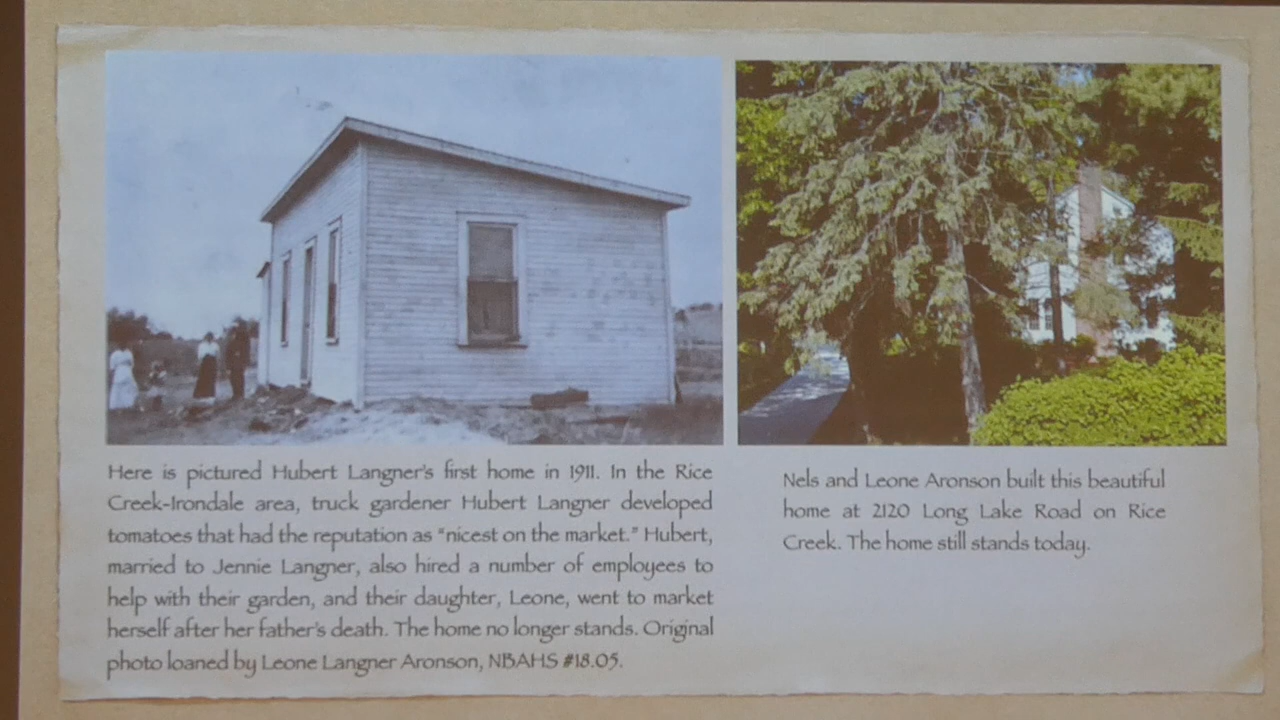 Here is pictured Hubert Langner's first home in 1911. In the Rice
Creek-Irondale area, truck gardener Hubert Langner developed
tomatoes that had the reputation as “nicest on the market.” Hubert,
married to Jennie Langner, also hired a number of employees to
help with their garden, and their daughter, Leone, went to market
herself after her father's death. The home no longer stands. Original
photo loaned by Leone Langner Aronson, NBAHS #18.05.
Nels and Leone Aronson built this beautiful
home at 2120 Long Lake Road on Rice
Creek. The home still stands today.